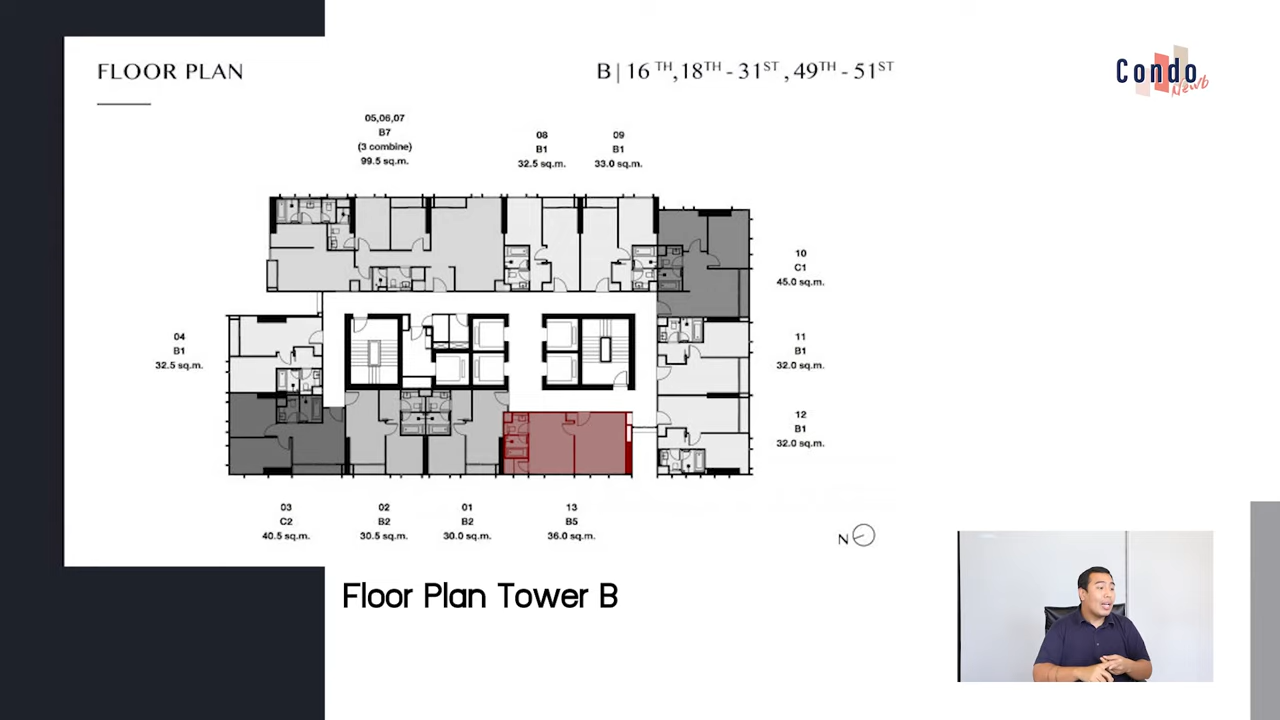 FLOOR PLAN
B | 16 TH, 18TH - 31ST , 49TH - 51ST
Condo
Newb
05,06,07
B7
(3 combine)
99.5 sq.m.
08
B1
32.5 sq.m.
09
B1
33.0 sq.m.
10
C1
45.0 sq.m.
04
B1
32.5 sq.m.
11
B1
32.0 sq.m.
12
B1
32.0 sq.m.
03
C2
40.5 sq.m.
02
B2
30.5 sq.m.
01
B2
30.0 sq.m.
13
B5
36.0 sq.m.
N
Floor Plan Tower B